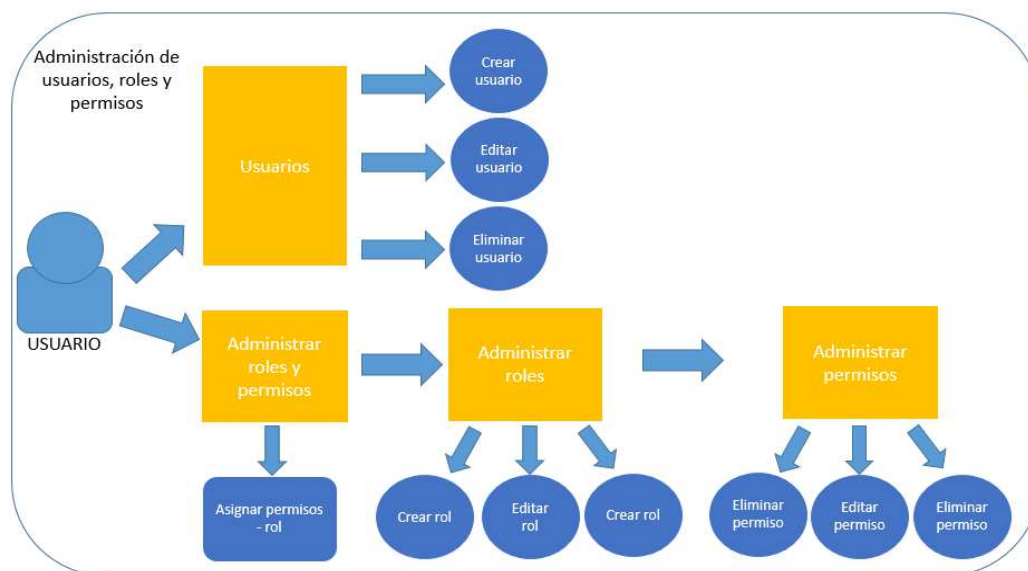 Administración de
usuarios, roles y
permisos
Usuarios
Crear
usuario
Editar
usuario
Eliminar
usuario
USUARIO
Administrar
roles y
permisos
Administrar
roles
Administrar
permisos
Asignar permisos
- rol
Crear rol
Editar
rol
Crear rol
Eliminar
permiso
Editar
permiso
Eliminar
permiso